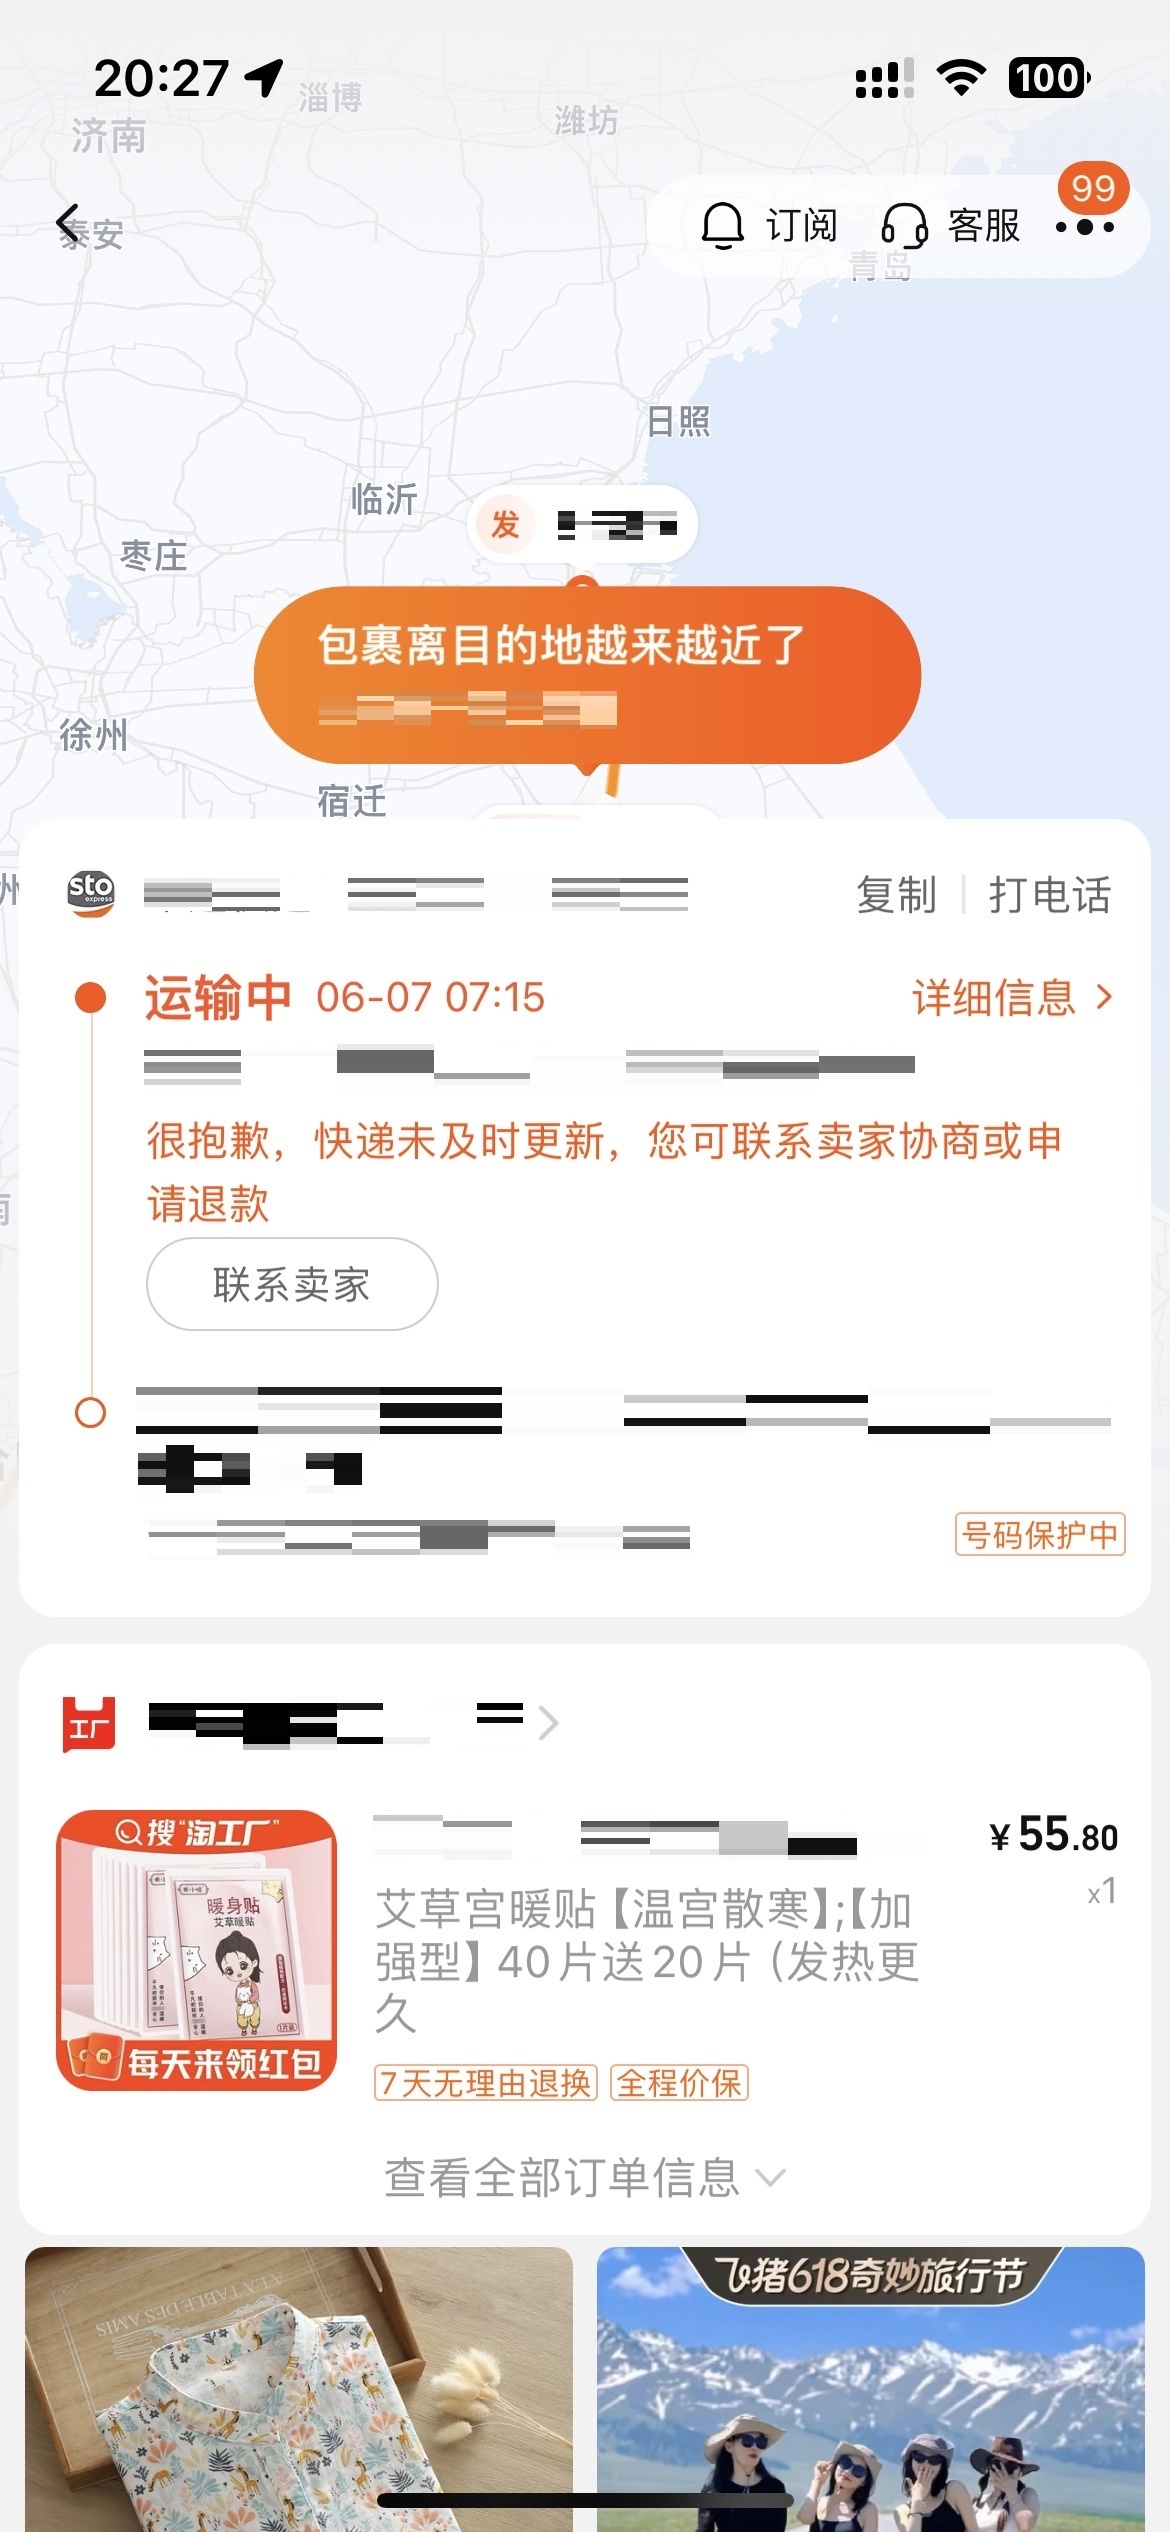 20:27
100
淄博
济南
潍坊
泰安
订阅
客服
99
青岛
日照
临沂
发
枣庄
包裹离目的地越来越近了
徐州
宿迁
州
sto
express
复制
打电话
运输中 06-07 07:15
详细信息
很抱歉，快递未及时更新，您可联系卖家协商或申
请退款
联系卖家
号码保护中
工厂
搜"淘工厂"
暖身贴
艾草暖贴
每天来领红包
¥55.80
x1
艾草宫暖贴【温宫散寒】;【加
强型】40片送20片（发热更
久
7天无理由退换
全程价保
查看全部订单信息
A LA TABLE
DES AMIS
飞猪618奇妙旅行节